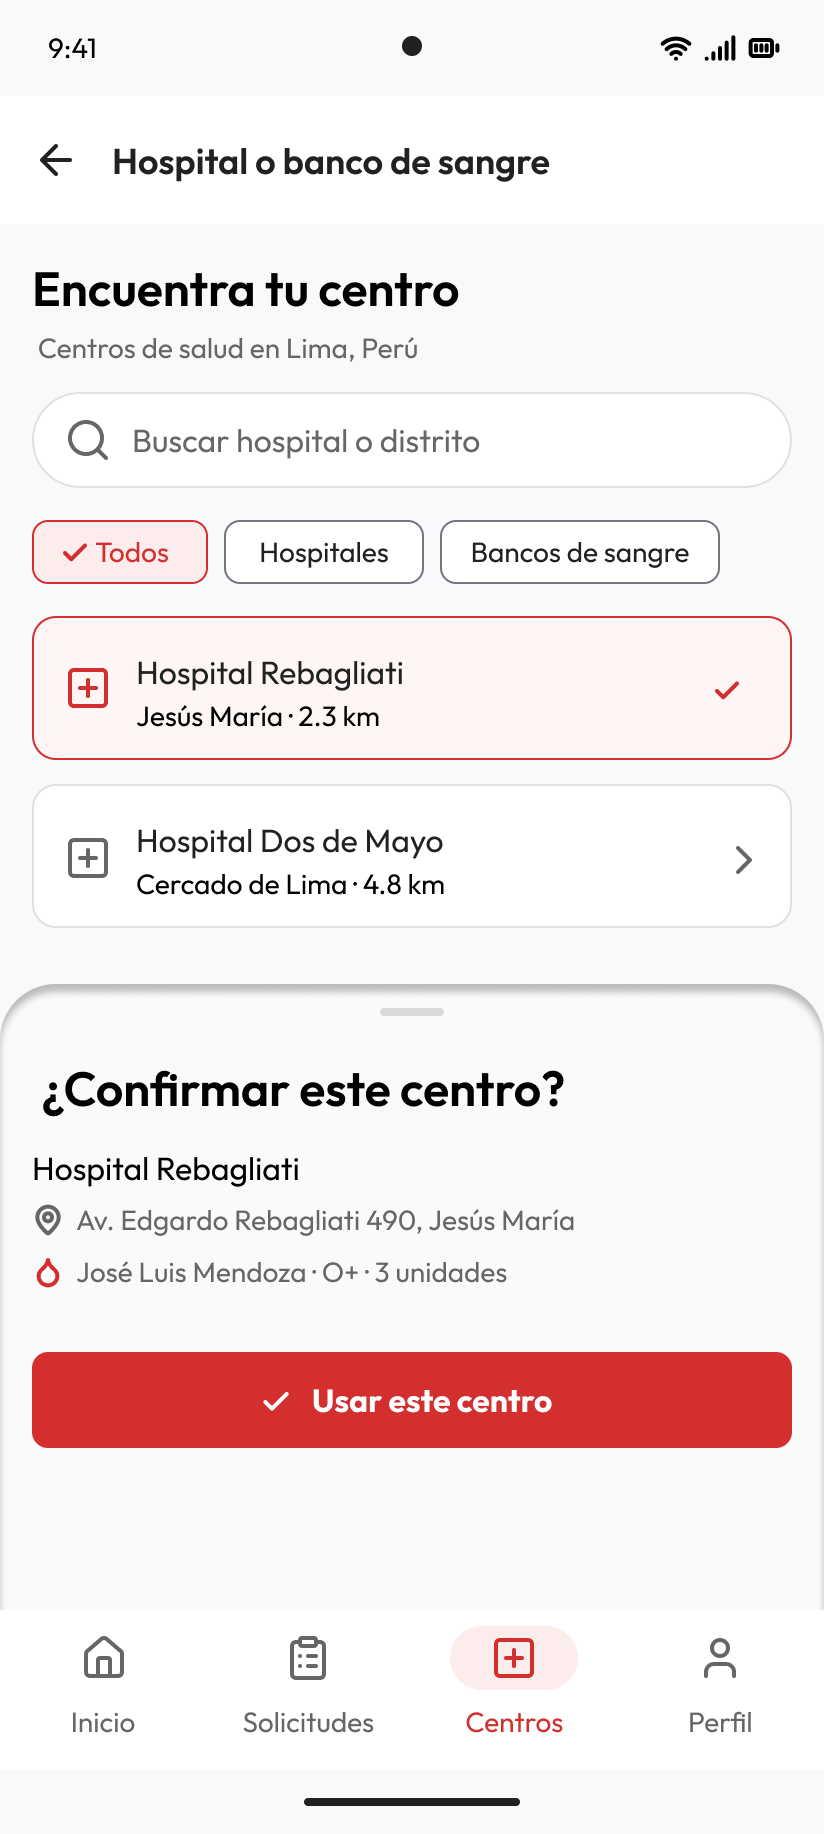 9:41
Hospital o banco de sangre
Encuentra tu centro
Centros de salud en Lima, Perú
Buscar hospital o distrito
Todos
Hospitales
Bancos de sangre
Hospital Rebagliati
Jesús María · 2.3 km
Hospital Dos de Mayo
Cercado de Lima · 4.8 km
¿Confirmar este centro?
Hospital Rebagliati
Av. Edgardo Rebagliati 490, Jesús María
José Luis Mendoza · O+ · 3 unidades
Usar este centro
Inicio
Solicitudes
Centros
Perfil